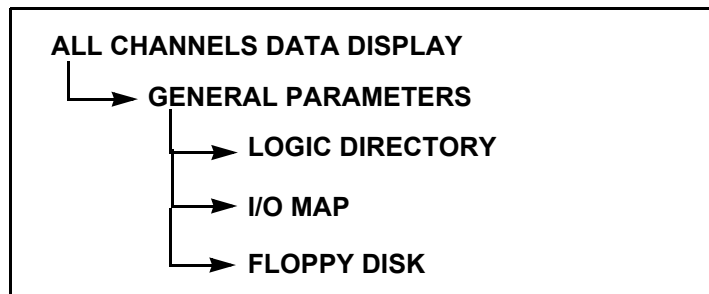 ALL CHANNELS DATA DISPLAY
GENERAL PARAMETERS
LOGIC DIRECTORY
I/O MAP
FLOPPY DISK